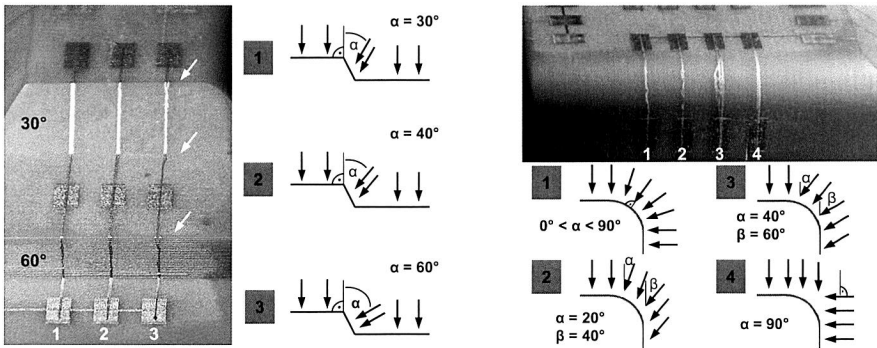 30°
60°
1 2 3
1
α
α = 30°
2
α
α = 40°
3
α
α = 60°
1 2 3 4
1
0° < α < 90°
2
α
β
α = 20°
β = 40°
3
α
β
α = 40°
β = 60°
4
α = 90°